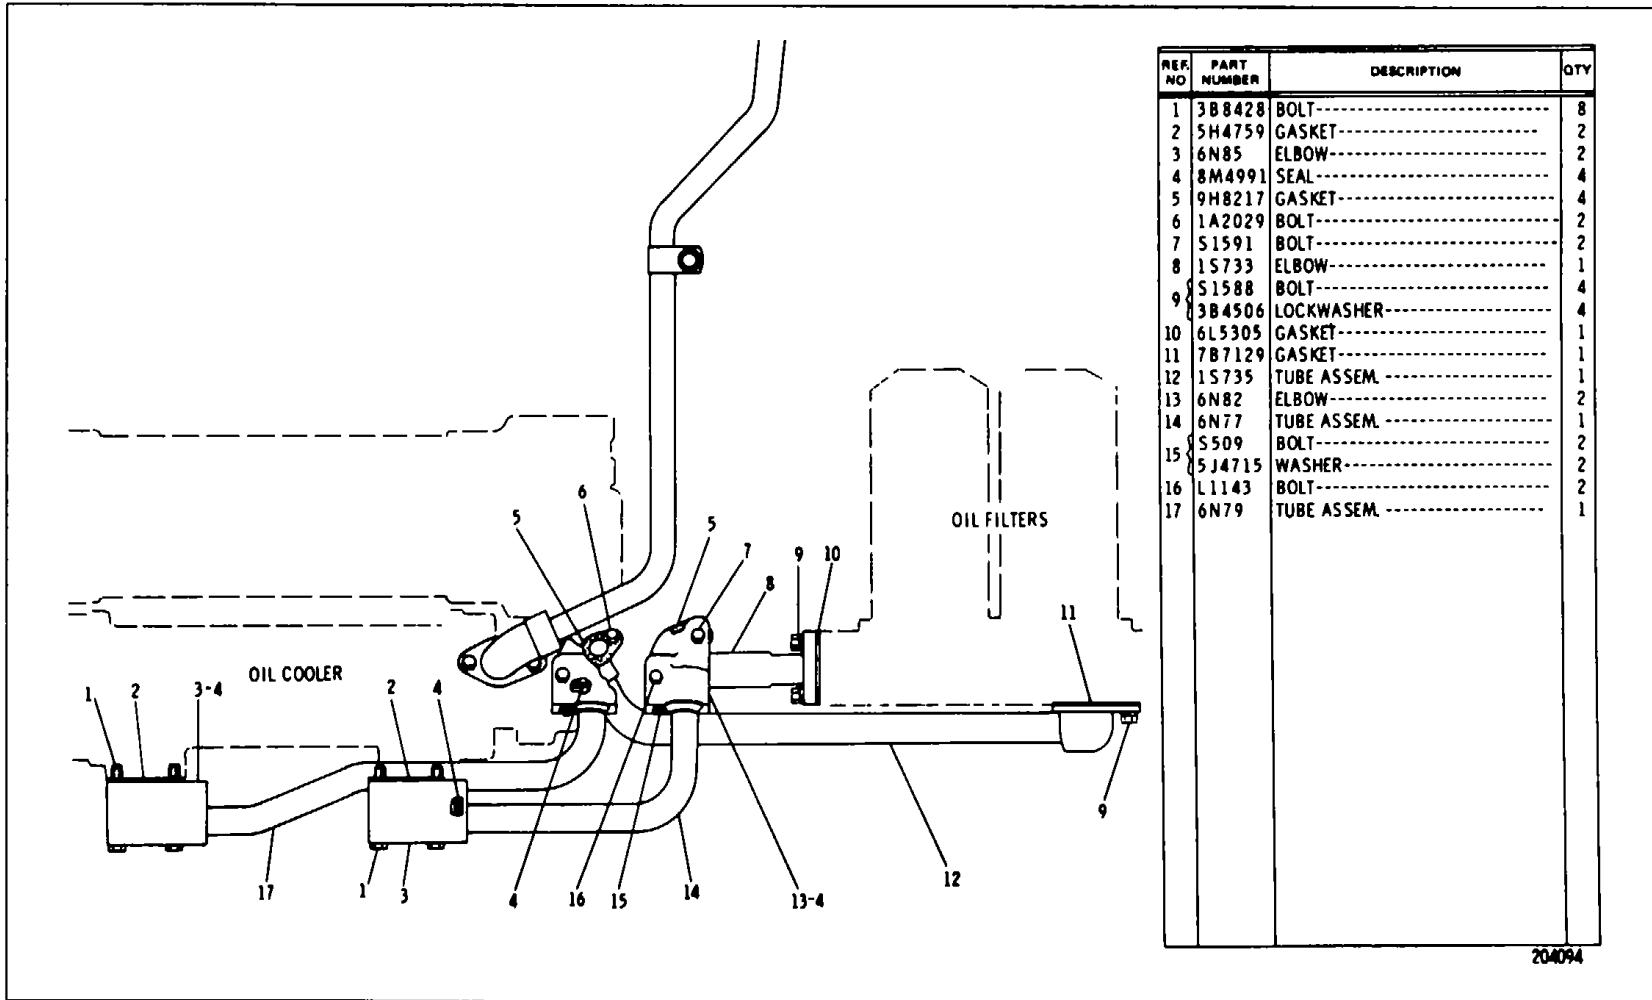 REF. NO PART NUMBER DESCRIPTION QTY
1 3B8428 BOLT 8
2 5H4759 GASKET 2
3 6N85 ELBOW 2
4 8M4991 SEAL 4
5 9H8217 GASKET 4
6 1A2029 BOLT 2
7 S1591 BOLT 2
8 1S733 ELBOW 1
9 S1588 BOLT 4
3B4506 LOCKWASHER 4
10 6L5305 GASKET 1
11 7B7129 GASKET 1
12 1S735 TUBE ASSEM. 1
13 6N82 ELBOW 2
14 6N77 TUBE ASSEM. 1
15 S509 BOLT 2
5J4715 WASHER 2
16 L1143 BOLT 2
17 6N79 TUBE ASSEM. 1
6
5
5
OIL FILTERS
7
9
10
8
11
OIL COOLER
1
2
3-4
2
4
9
17
1
3
4
16
15
14
13-4
12
204094